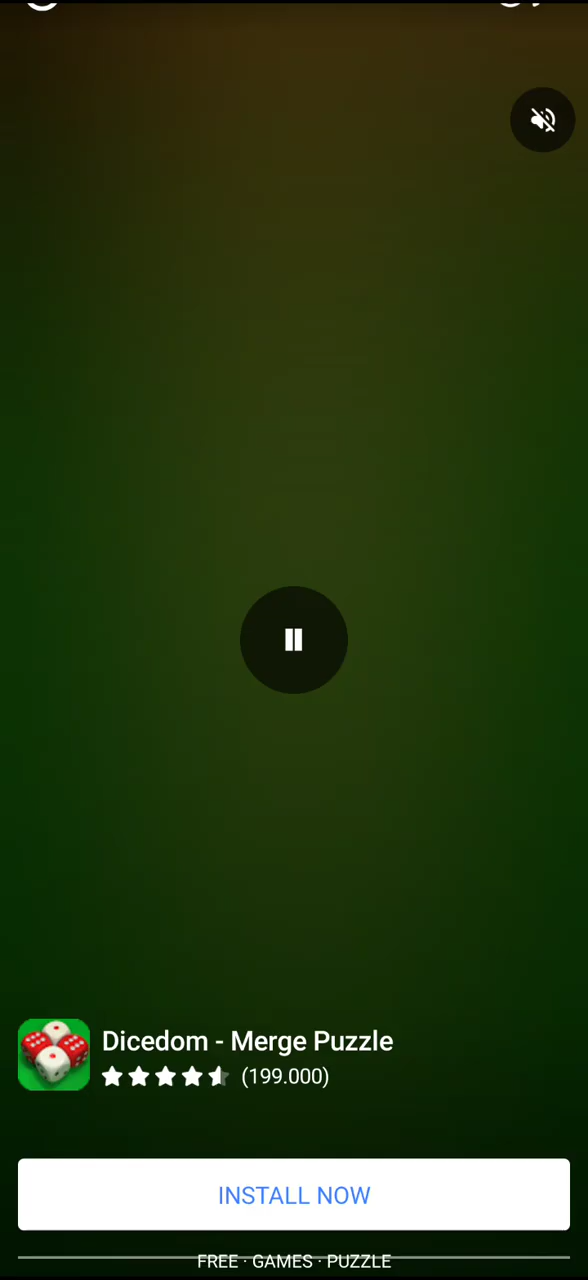 Dicedom - Merge Puzzle
(199.000)
INSTALL NOW
FREE · GAMES · PUZZLE